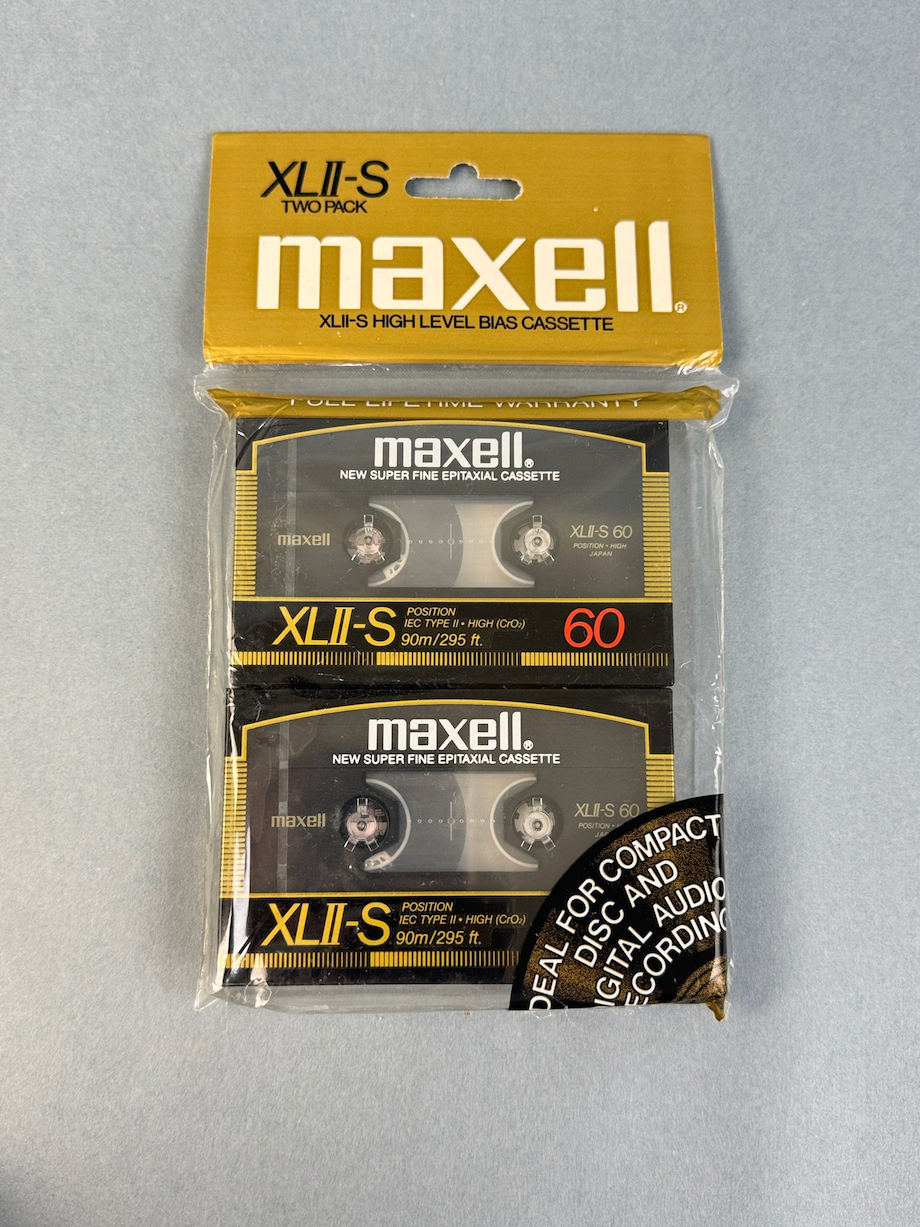 XLII-S
TWO PACK
maxell®
XLII-S HIGH LEVEL BIAS CASSETTE
FULL LIFETIME WARRANTY
maxell®
NEW SUPER FINE EPITAXIAL CASSETTE
maxell
XLII-S 60
POSITION • HIGH
JAPAN
XLII-S
POSITION
IEC TYPE II • HIGH (CrO₂)
90m/295 ft.
60
maxell®
NEW SUPER FINE EPITAXIAL CASSETTE
maxell
XLII-S 60
POSITION •
XLII-S
POSITION
IEC TYPE II • HIGH (CrO₂)
90m/295 ft.
DEAL FOR COMPACT
DISC AND
IGITAL AUDIO
ECORDING